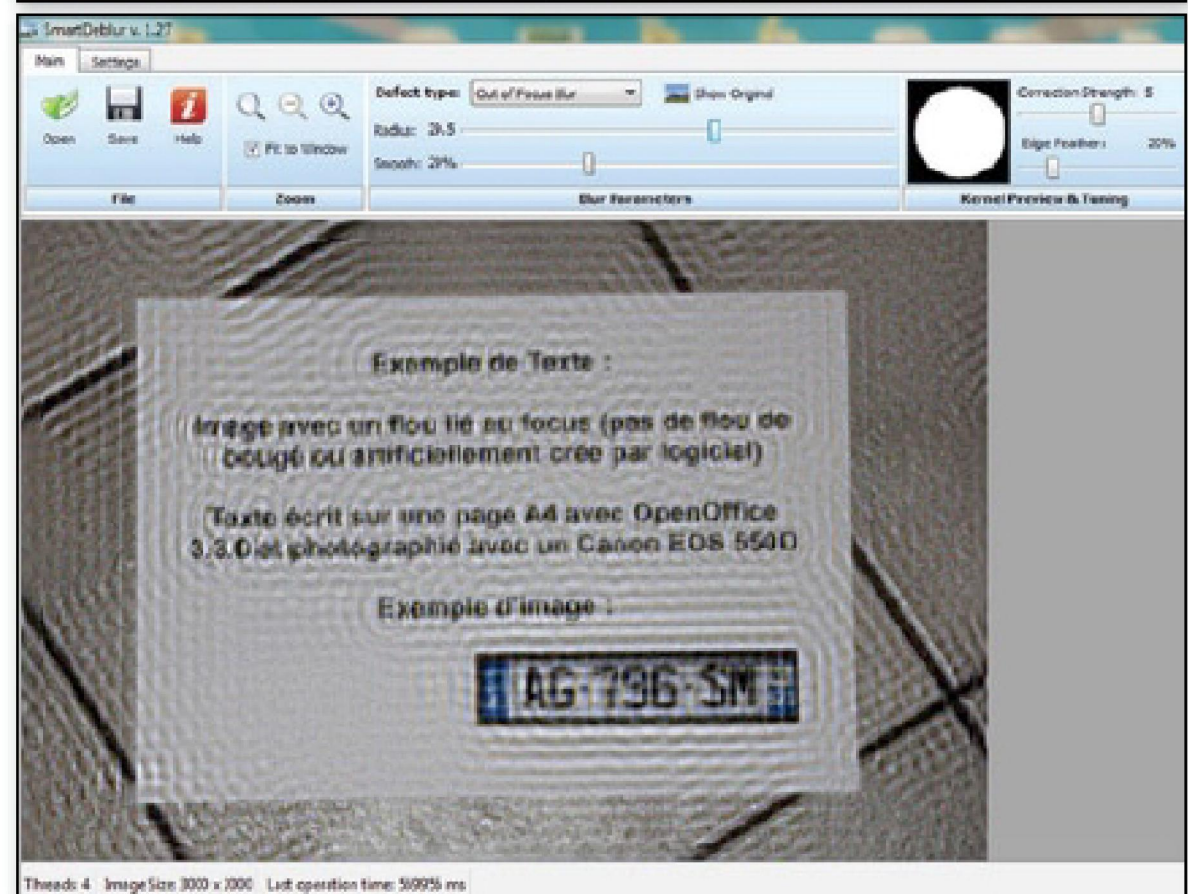 SmartDeblur v. 1.27
Main Settings
Open Save Help
Fit to Window
Defect type: Out of Focus Blur Show Original
Radius:
Smooth:
Correction Strength: 5
Edge Feather: 20%
File Zoom Blur Parameters Kernel Preview & Tuning
Exemple de Texte :
Image avec un flou lié au focus (pas de flou de
bougé ou artificiellement crée par logiciel)
Texte écrit sur une page A4 avec OpenOffice
3.3.0 et photographié avec un Canon EOS 550D
Exemple d'image :
AG-796-SM
Threads: 4 Image Size: Last operation time: ms